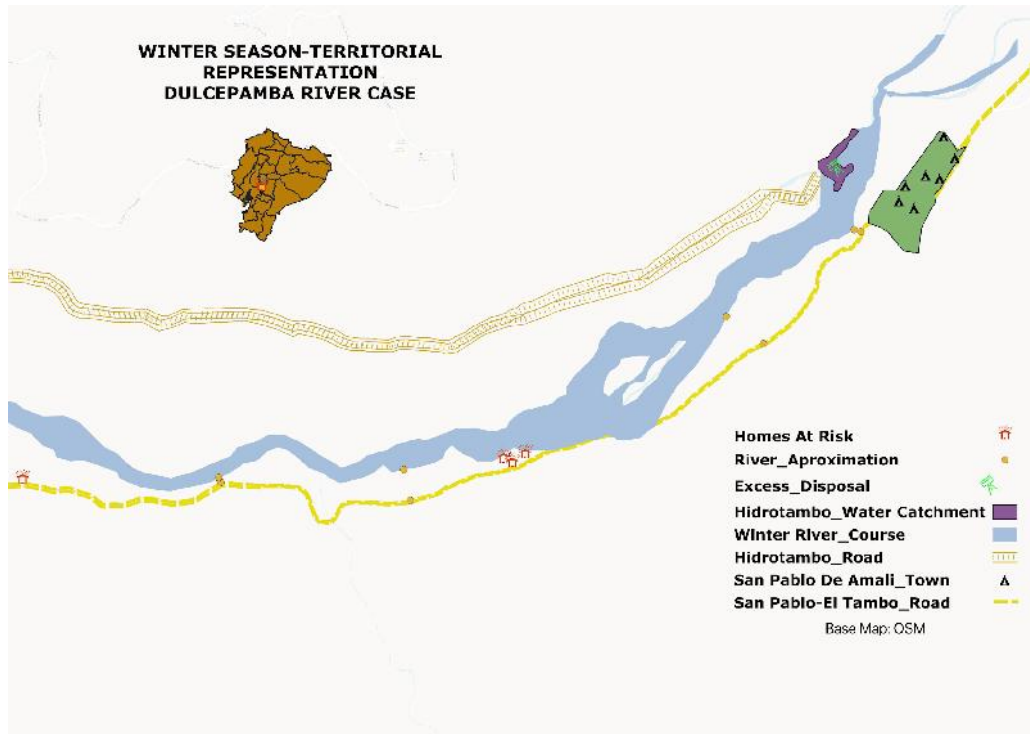 WINTER SEASON-TERRITORIAL
REPRESENTATION
DULCEPAMBA RIVER CASE
Homes At Risk
River_Aproximation
Excess_Disposal
Hidrotambo_Water Catchment
Winter River_Course
Hidrotambo_Road
San Pablo De Amali_Town
San Pablo-El Tambo_Road
Base Map: OSM